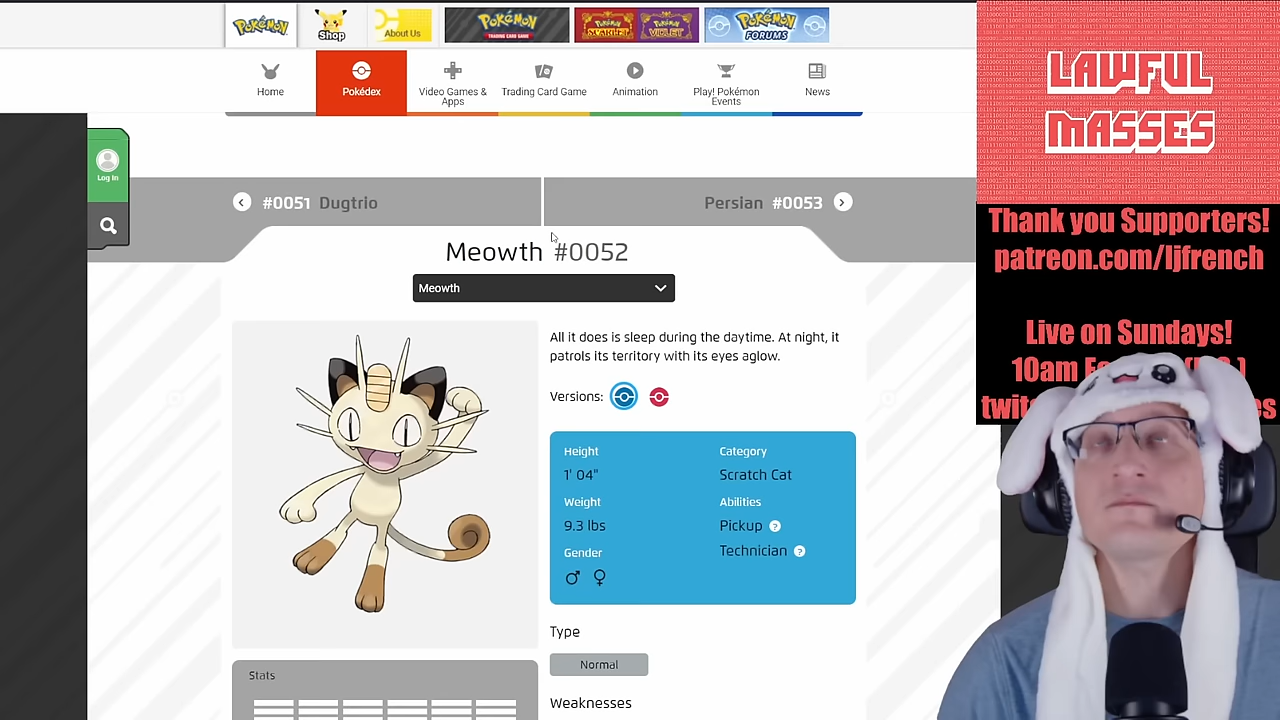 Pokémon
Shop
About Us
Pokémon
TRADING CARD GAME
Pokémon
SCARLET
Pokémon
VIOLET
Pokémon
FORUMS
Home
Pokédex
Video Games &
Apps
Trading Card Game
Animation
Play! Pokémon
Events
News
Log In
#0051 Dugtrio
Persian #0053
Meowth #0052
Meowth
All it does is sleep during the daytime. At night, it
patrols its territory with its eyes aglow.
Versions:
Height
1' 04"
Weight
9.3 lbs
Gender
Category
Scratch Cat
Abilities
Pickup ?
Technician ?
Type
Normal
Weaknesses
Stats
LAWFUL
MASSES
Thank you Supporters!
patreon.com/ljfrench
Live on Sundays!
10am